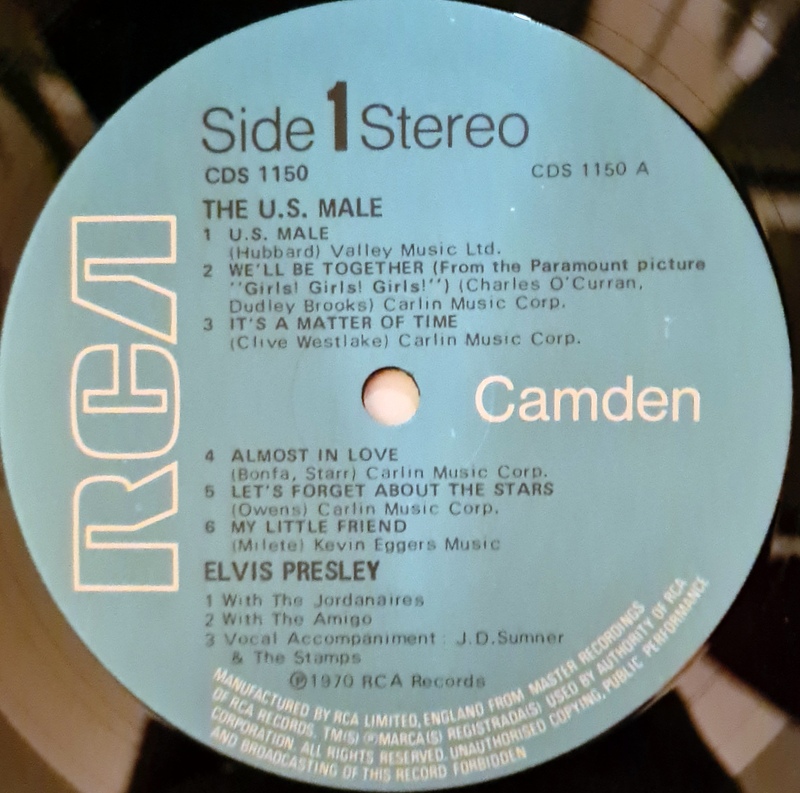 Side 1 Stereo
CDS 1150
CDS 1150 A
THE U.S. MALE
1 U.S. MALE
(Hubbard) Valley Music Ltd.
2 WE'LL BE TOGETHER (From the Paramount picture
"Girls! Girls! Girls!") (Charles O'Curran,
Dudley Brooks) Carlin Music Corp.
3 IT'S A MATTER OF TIME
(Clive Westlake) Carlin Music Corp.
RCA
Camden
4 ALMOST IN LOVE
(Bonfa, Starr) Carlin Music Corp.
5 LET'S FORGET ABOUT THE STARS
(Owens) Carlin Music Corp.
6 MY LITTLE FRIEND
(Milete) Kevin Eggers Music
ELVIS PRESLEY
1 With The Jordanaires
2 With The Amigo
3 Vocal Accompaniment : J.D.Sumner
& The Stamps
℗1970 RCA Records
MANUFACTURED BY RCA LIMITED, ENGLAND FROM MASTER RECORDINGS
OF RCA RECORDS. TM(S) ® MARCA(S) REGISTRADA(S) USED BY AUTHORITY OF RCA
CORPORATION. ALL RIGHTS RESERVED. UNAUTHORISED COPYING, PUBLIC PERFORMANCE
AND BROADCASTING OF THIS RECORD FORBIDDEN